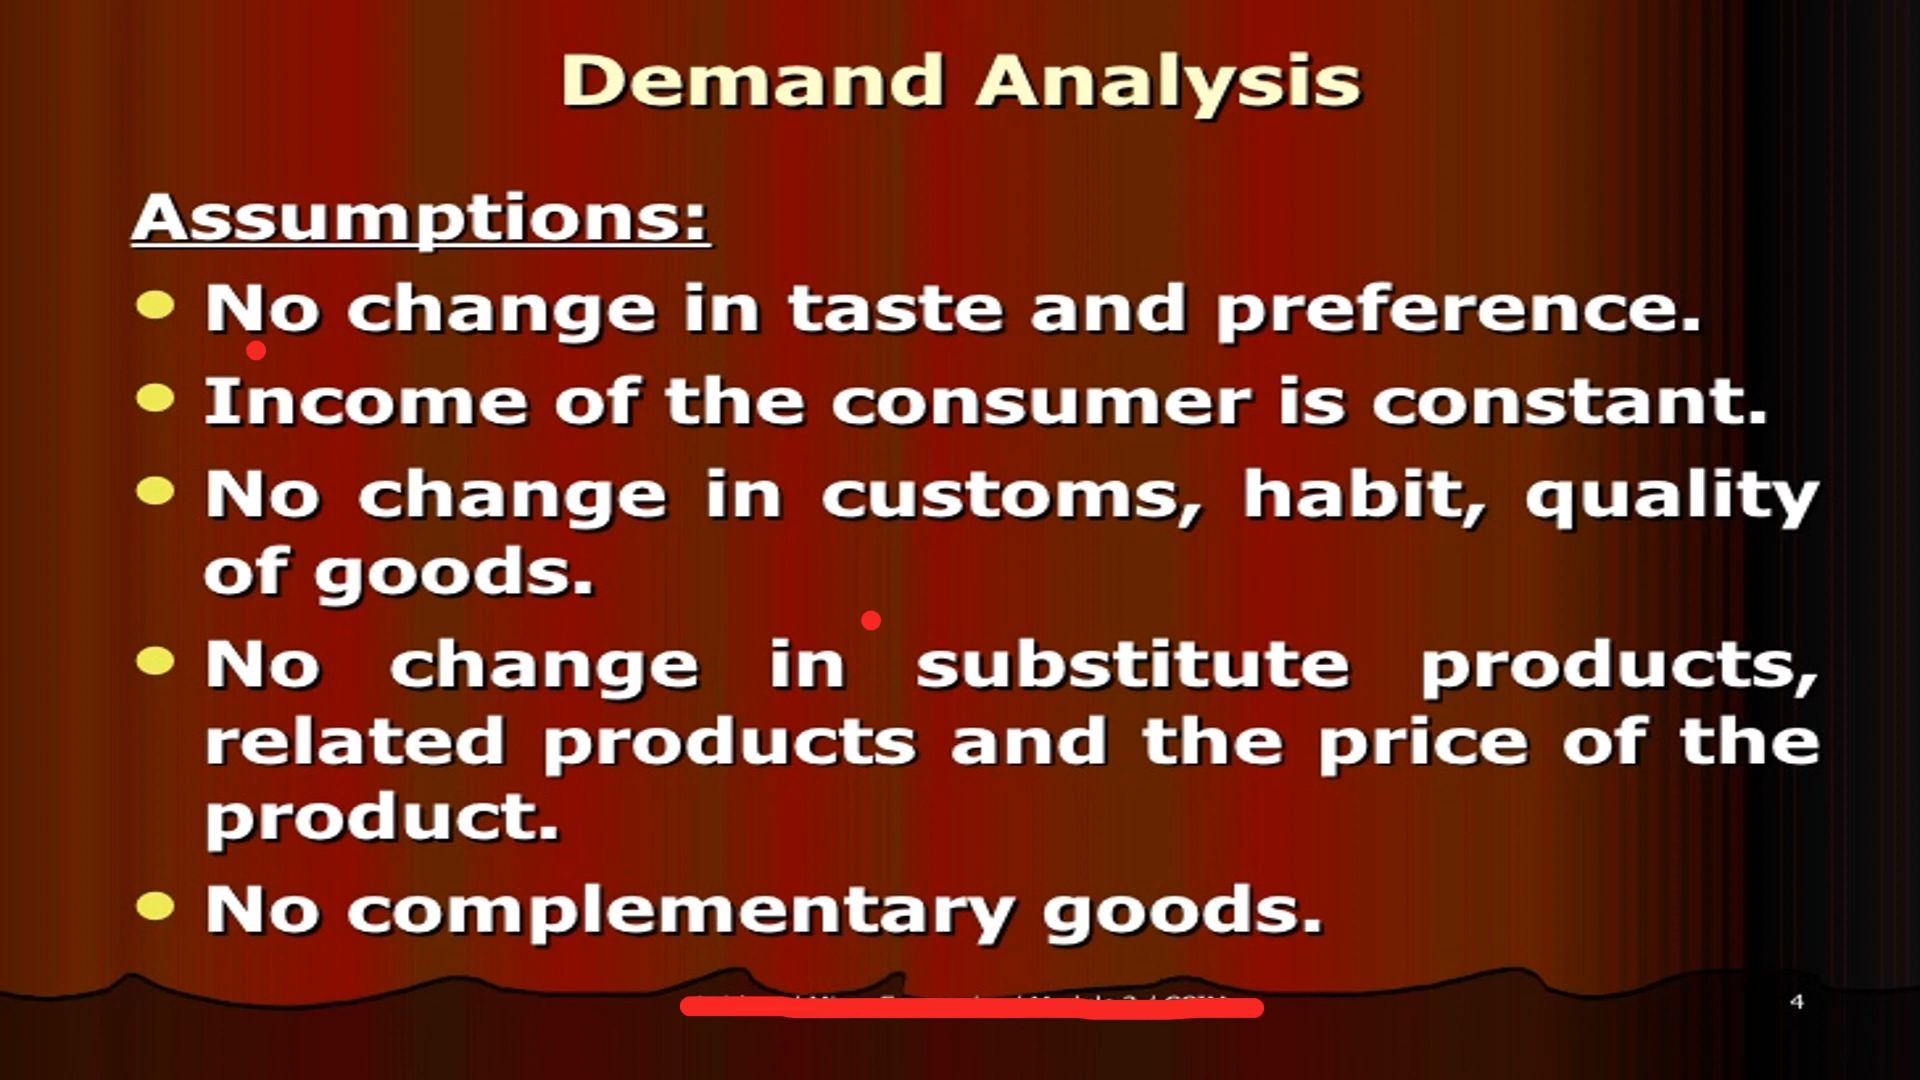 Demand Analysis
Assumptions:
No change in taste and preference.
Income of the consumer is constant.
No change in customs, habit, quality
of goods.
No change in substitute products,
related products and the price of the
product.
No complementary goods.
4